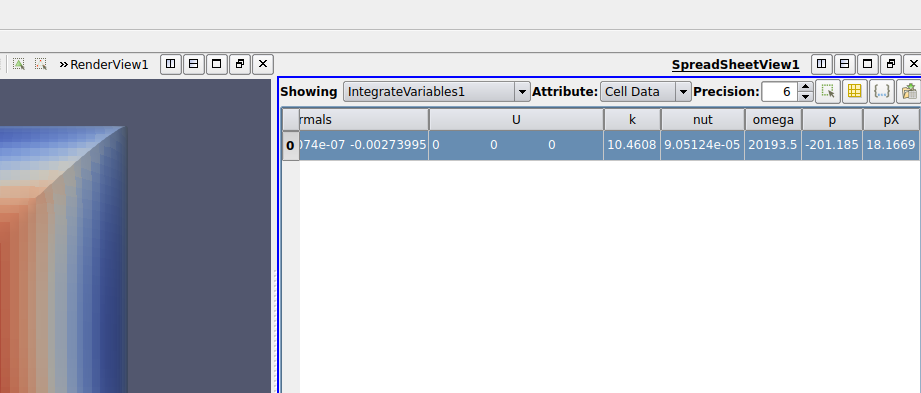 »RenderView1
SpreadSheetView1
Showing IntegrateVariables1 Attribute: Cell Data Precision: 6 {...}
rmals U k nut omega p pX
0 074e-07 -0.00273995 0 0 0 10.4608 9.05124e-05 20193.5 -201.185 18.1669